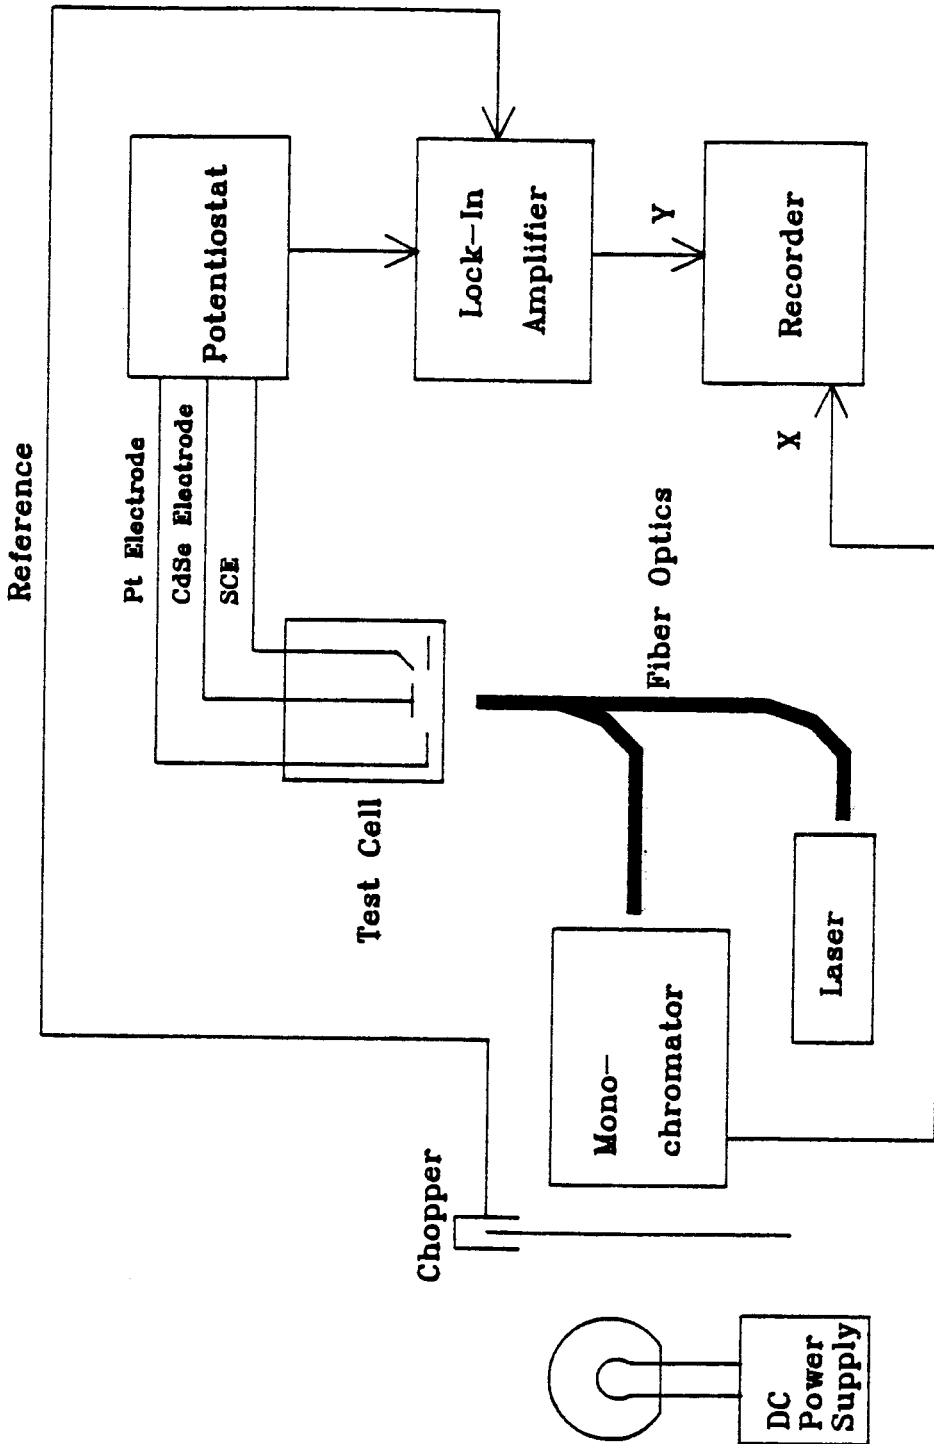 Reference
Pt Electrode
CdSe Electrode
SCE
Potentiostat
Test Cell
Chopper
Lock-In
Amplifier
Fiber Optics
Y
X
Recorder
Mono-
chromator
Laser
DC
Power
Supply